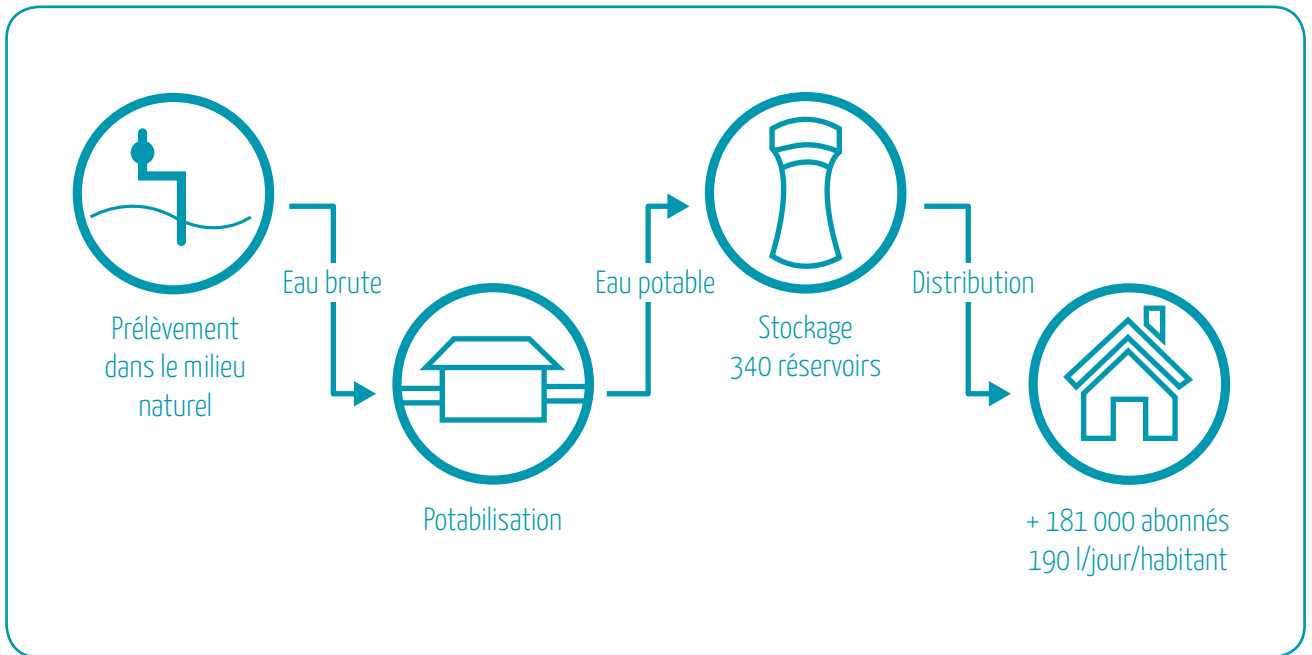 Prélèvement
dans le milieu
naturel
Eau brute
Potabilisation
Eau potable
Stockage
340 réservoirs
Distribution
+ 181 000 abonnés
190 l/jour/habitant